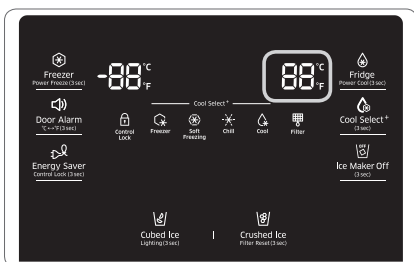 Freezer
Power Freeze (3 sec)
-88 °C
°F
88 °C
°F
Fridge
Power Cool (3 sec)
Door Alarm
°C↔°F (3 sec)
Cool Select+
Cool Select+
(3 sec)
Control
Lock
Freezer
Soft
Freezing
Chill
Cool
Filter
Energy Saver
Control Lock (3 sec)
OFF
Ice Maker Off
(3 sec)
Cubed Ice
Lighting (3 sec)
|
Crushed Ice
Filter Reset (3 sec)